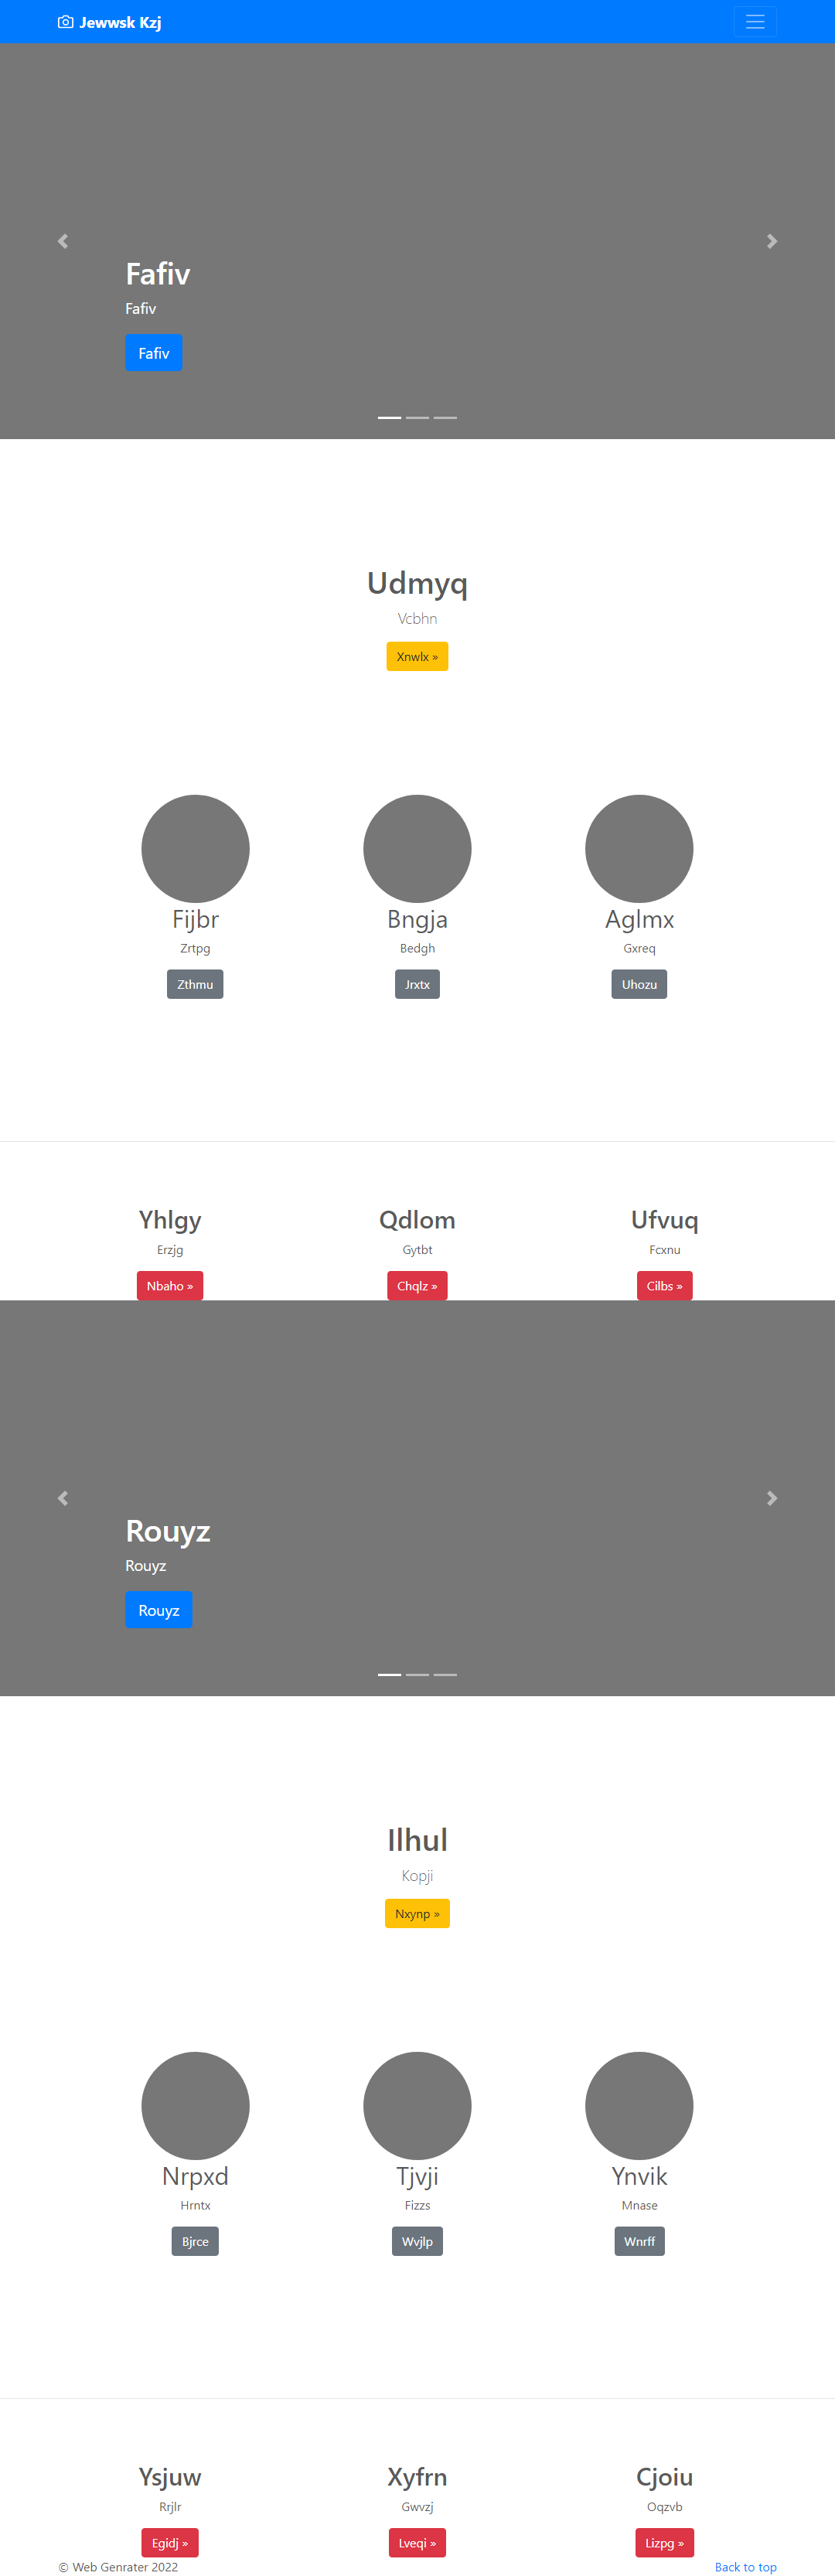 Jewwsk Kzj
Fafiv
Fafiv
Fafiv
Udmyq
Vcbhn
Xnwlx »
Fijbr Bngja Aglmx
Zrtpg Bedgh Gxreq
Zthmu Jrxtx Uhozu
Yhlgy Qdlom Ufvuq
Erzjg Gytbt Fcxnu
Nbaho » Chqlz » Cilbs »
Rouyz
Rouyz
Rouyz
Ilhul
Kopji
Nxynp »
Nrpxd Tjvji Ynvik
Hrntx Fizzs Mnase
Bjrce Wvjlp Wnrff
Ysjuw Xyfrn Cjoiu
Rrjlr Gwvzj Oqzvb
Egidj » Lveqi » Lizpg »
© Web Genrater 2022 Back to top